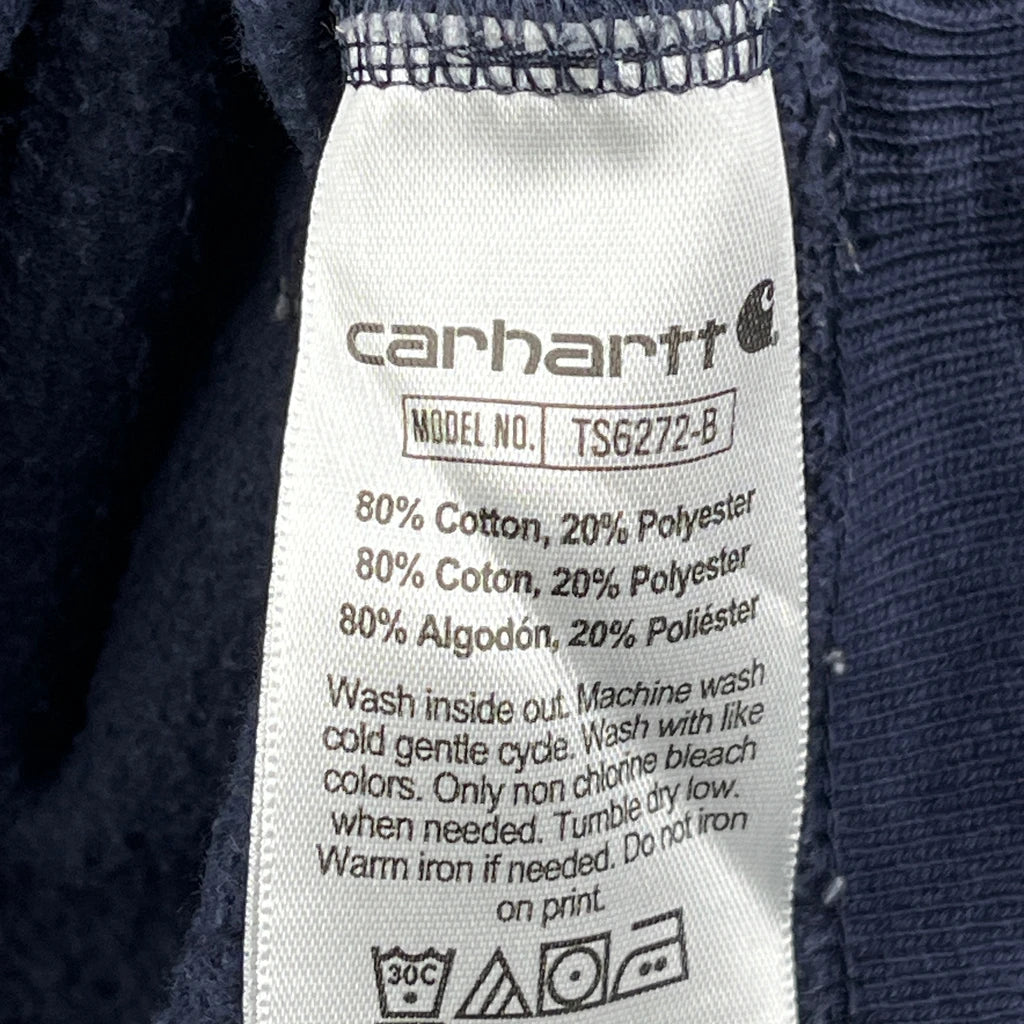 carhartt
MODEL NO. TS6272-B
80% Cotton, 20% Polyester
80% Coton, 20% Polyester
80% Algodón, 20% Poliéster
Wash inside out. Machine wash
cold gentle cycle. Wash with like
colors. Only non chlorine bleach
when needed. Tumble dry low.
Warm iron if needed. Do not iron
on print.
30C